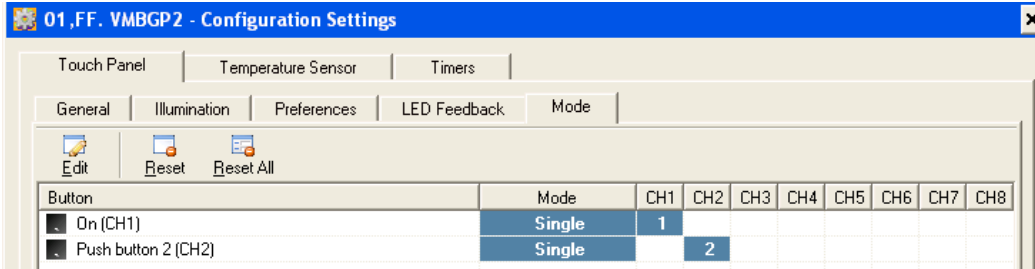 01,FF. VMBGP2 - Configuration Settings
Touch Panel Temperature Sensor Timers
General Illumination Preferences LED Feedback Mode
Edit Reset Reset All
Button Mode CH1 CH2 CH3 CH4 CH5 CH6 CH7 CH8
On (CH1) Single 1
Push button 2 (CH2) Single 2